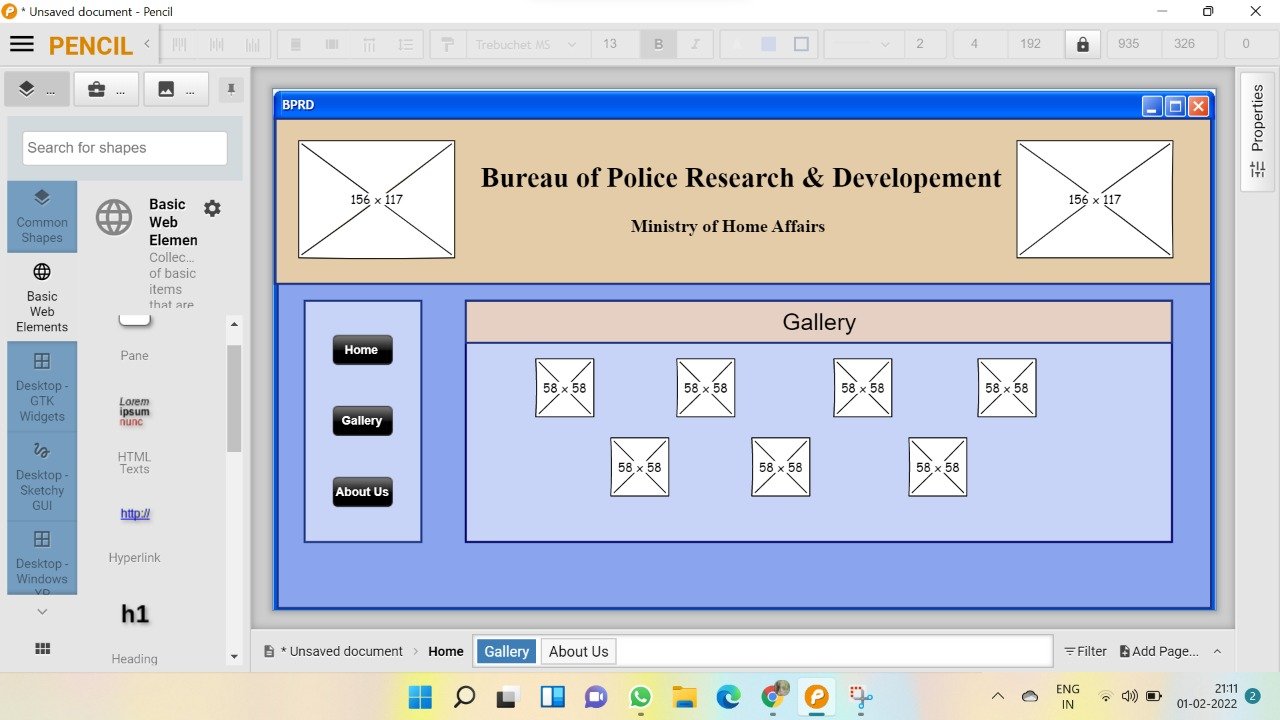 * Unsaved document - Pencil
PENCIL
Trebuchet MS
13
B
I
2
4
192
935
326
0
...
...
...
Search for shapes
Common Shapes
Basic Web Elements
Desktop - GTK Widgets
Desktop - Sketchy GUI
Desktop - Windows XP
Basic
Web
Elemen
Collec...
of basic
items
that are
Pane
Lorem
ipsum
nunc
HTML
Texts
http://
Hyperlink
h1
Heading
BPRD
156 x 117
Bureau of Police Research & Developement
Ministry of Home Affairs
156 x 117
Home
Gallery
About Us
Gallery
58 x 58
58 x 58
58 x 58
58 x 58
58 x 58
58 x 58
58 x 58
Properties
* Unsaved document
Home
Gallery
About Us
Filter
Add Page...
ENG
IN
21:11
01-02-2022
2